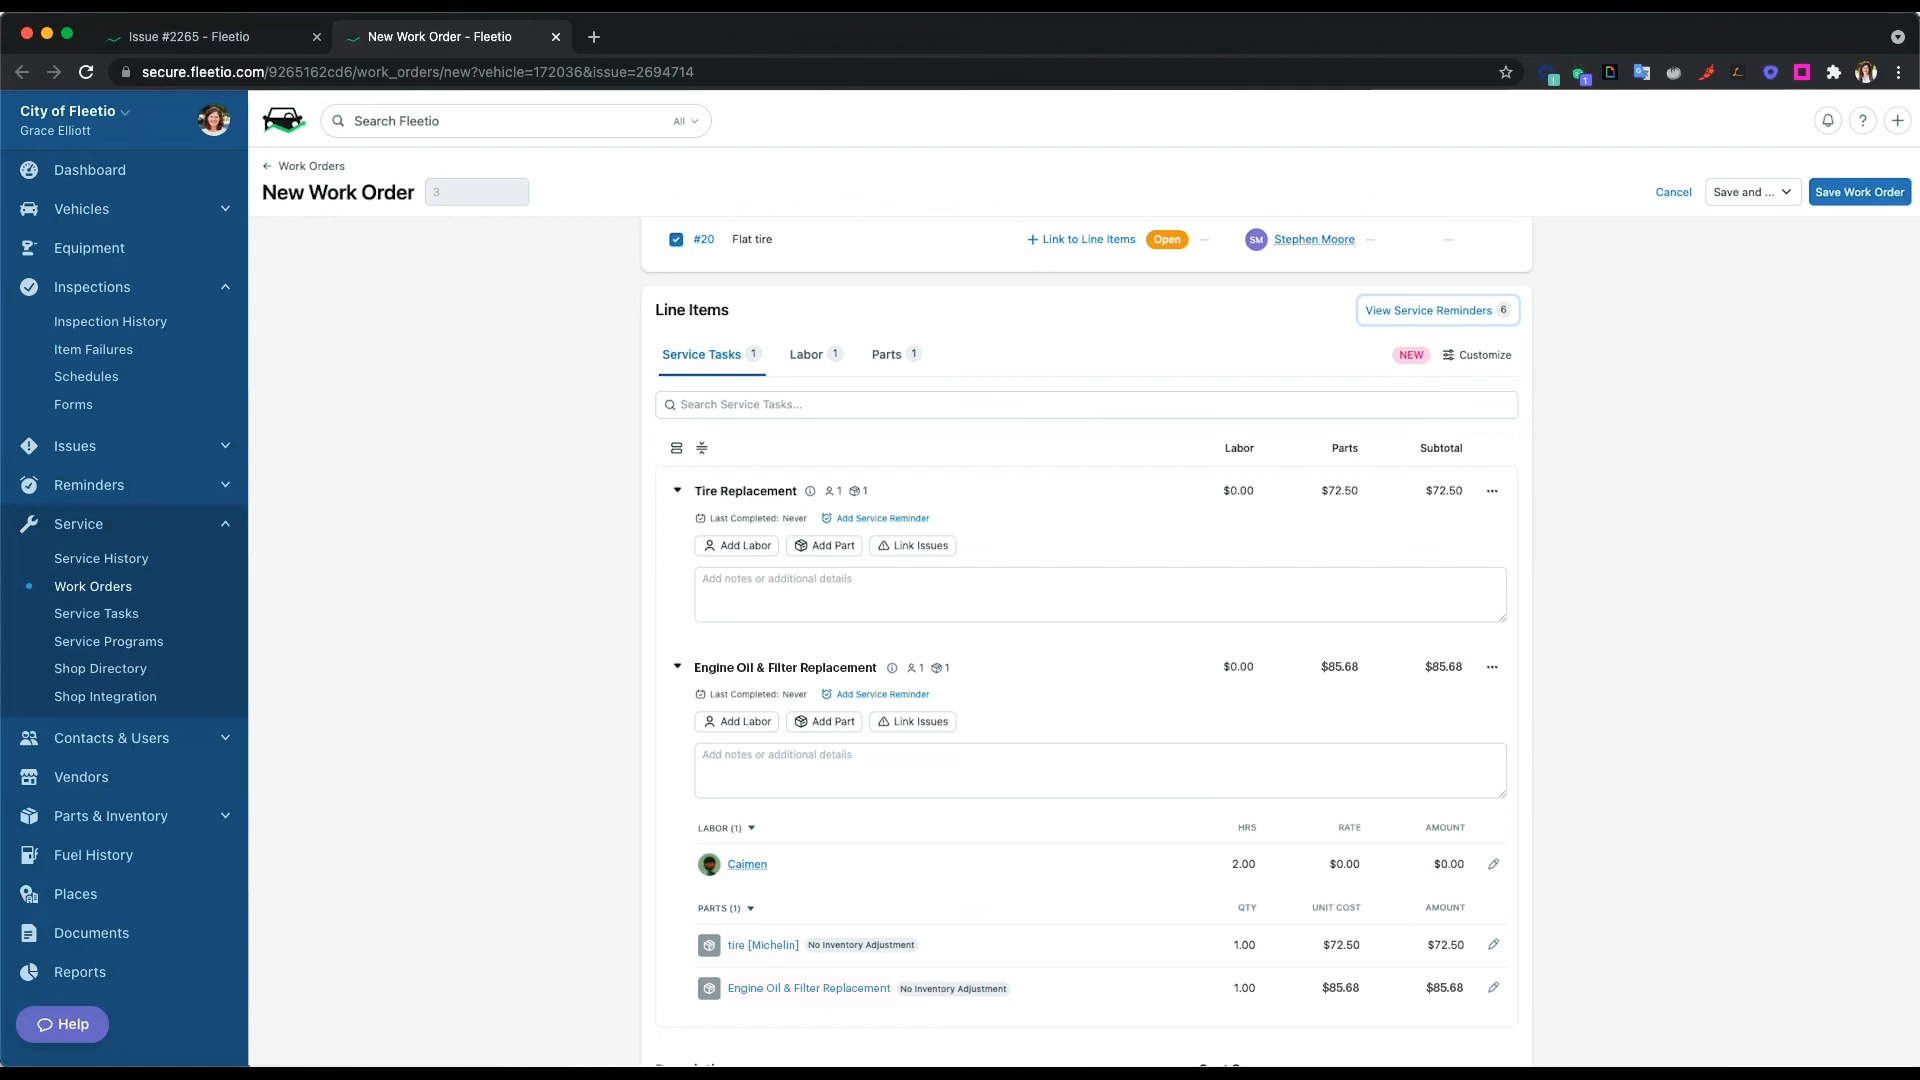 Issue #2265 - Fleetio
New Work Order - Fleetio
secure.fleetio.com/9265162cd6/work_orders/new?vehicle=172036&issue=2694714
City of Fleetio
Grace Elliott
Search Fleetio
All
Work Orders
New Work Order
3
Cancel
Save and ...
Save Work Order
Dashboard
Vehicles
Equipment
Inspections
Inspection History
Item Failures
Schedules
Forms
Issues
Reminders
Service
Service History
Work Orders
Service Tasks
Service Programs
Shop Directory
Shop Integration
Contacts & Users
Vendors
Parts & Inventory
Fuel History
Places
Documents
Reports
Help
#20 Flat tire + Link to Line Items Open — SM Stephen Moore — —
Line Items
View Service Reminders 6
Service Tasks 1 Labor 1 Parts 1
NEW Customize
Search Service Tasks...
Labor Parts Subtotal
Tire Replacement 1 1 $0.00 $72.50 $72.50
Last Completed: Never Add Service Reminder
Add Labor Add Part Link Issues
Add notes or additional details
Engine Oil & Filter Replacement 1 1 $0.00 $85.68 $85.68
Last Completed: Never Add Service Reminder
Add Labor Add Part Link Issues
Add notes or additional details
LABOR (1) HRS RATE AMOUNT
Caimen 2.00 $0.00 $0.00
PARTS (1) QTY UNIT COST AMOUNT
tire [Michelin] No Inventory Adjustment 1.00 $72.50 $72.50
Engine Oil & Filter Replacement No Inventory Adjustment 1.00 $85.68 $85.68